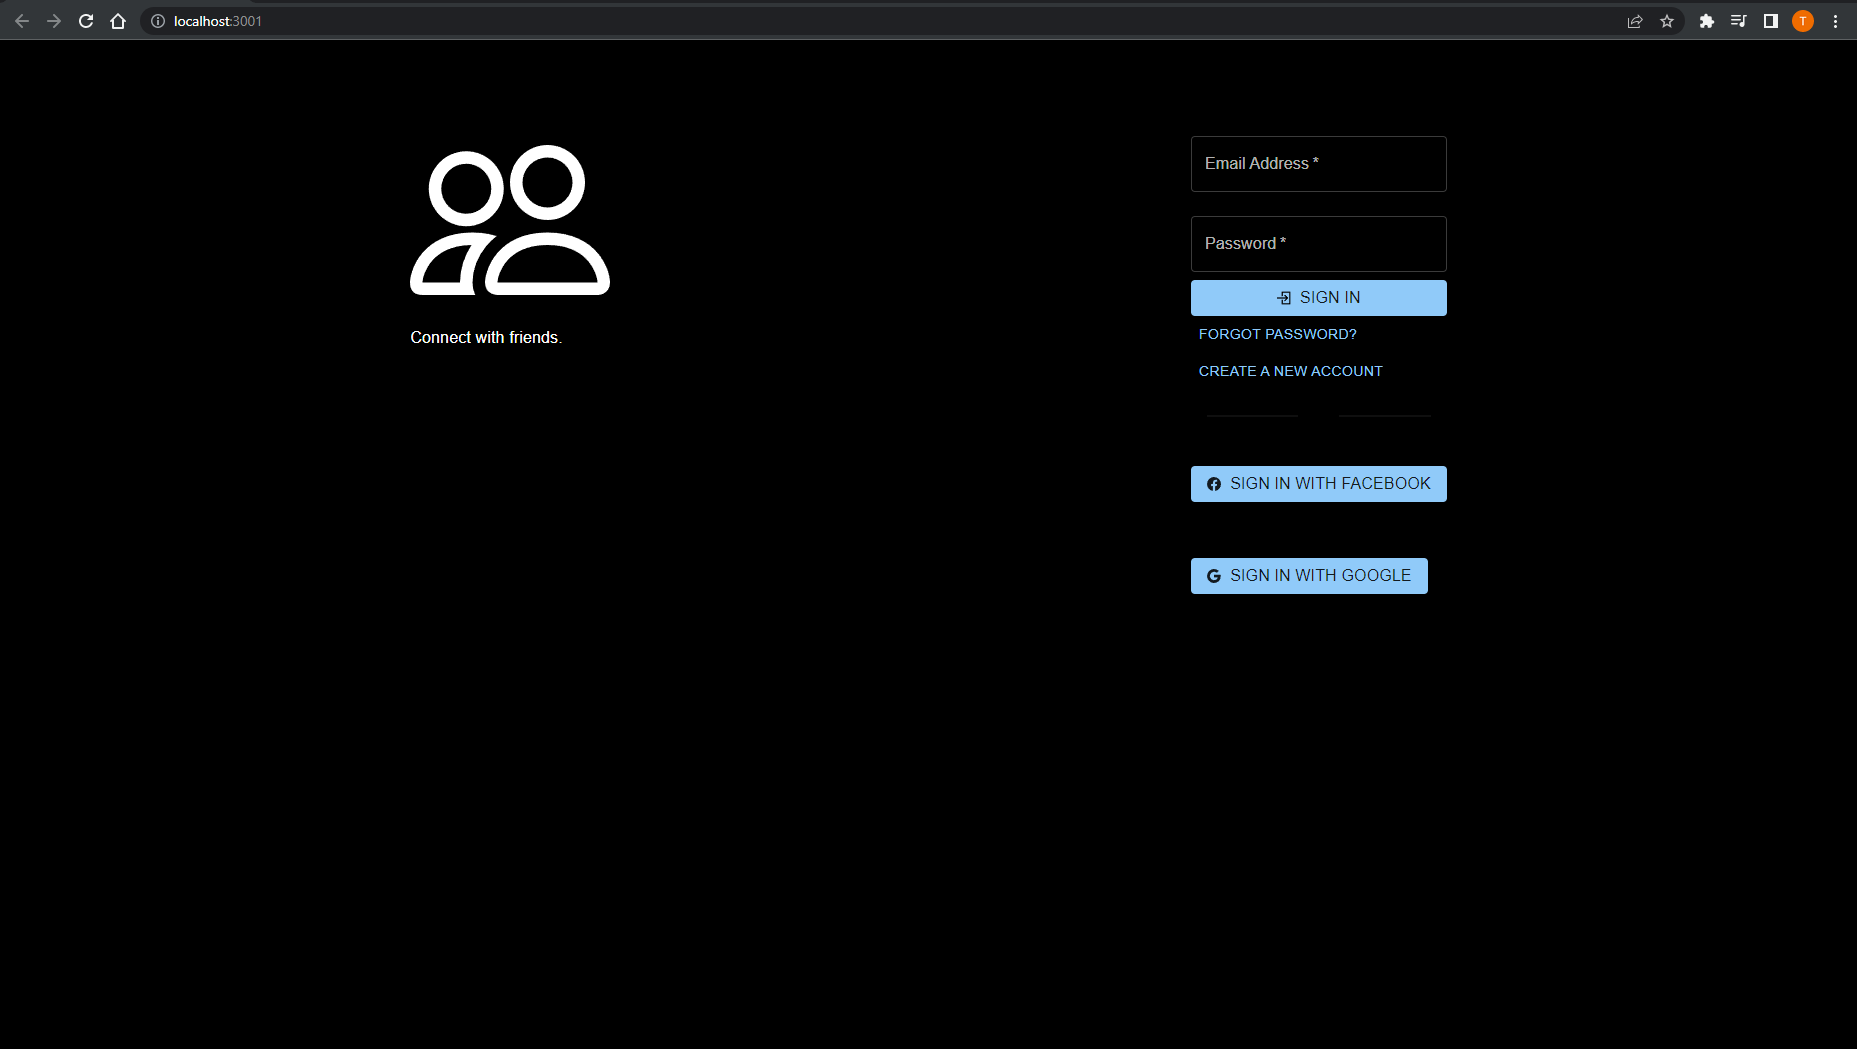 localhost:3001
T
Connect with friends.
Email Address *
Password *
SIGN IN
FORGOT PASSWORD?
CREATE A NEW ACCOUNT
SIGN IN WITH FACEBOOK
SIGN IN WITH GOOGLE